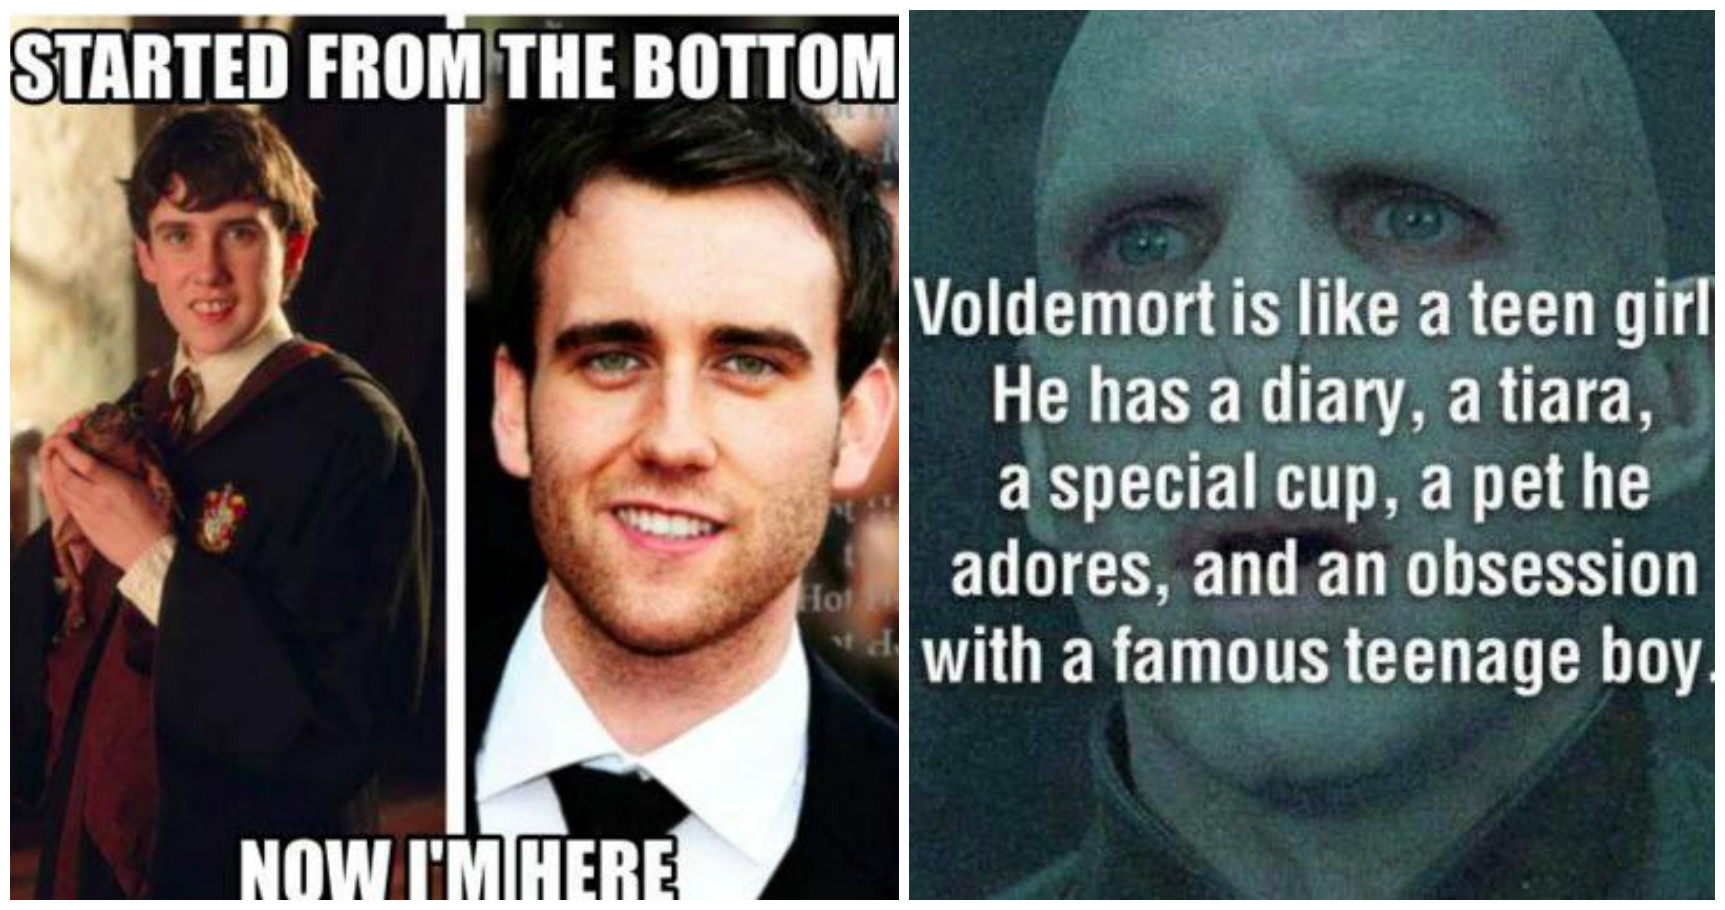 STARTED FROM THE BOTTOM
NOW I'M HERE
Voldemort is like a teen girl
He has a diary, a tiara,
a special cup, a pet he
adores, and an obsession
with a famous teenage boy.